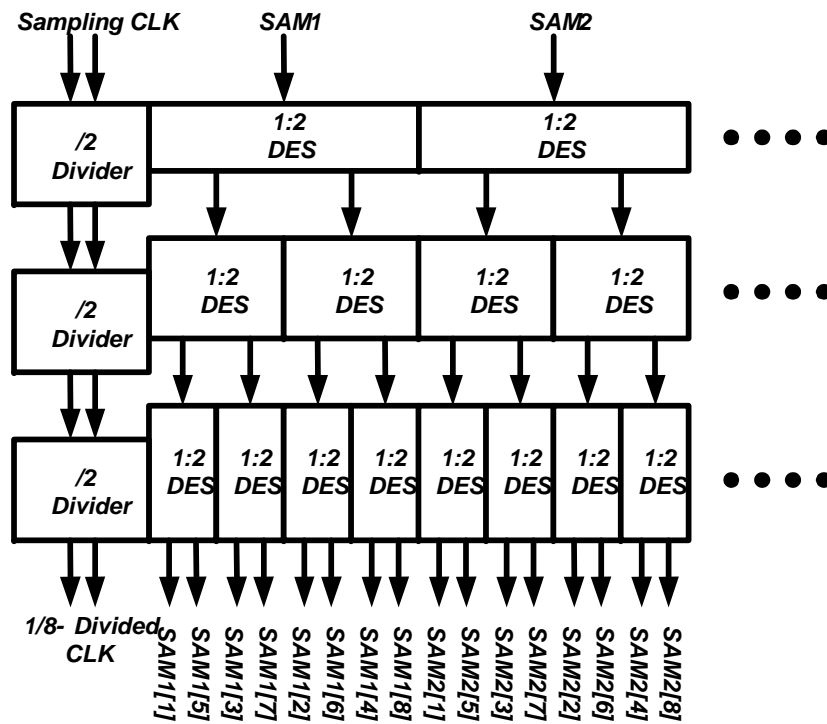 Sampling CLK
SAM1
SAM2
/2
Divider
1:2
DES
1:2
DES
/2
Divider
1:2
DES
1:2
DES
1:2
DES
1:2
DES
/2
Divider
1:2
DES
1:2
DES
1:2
DES
1:2
DES
1:2
DES
1:2
DES
1:2
DES
1:2
DES
1/8- Divided
CLK
SAM1[1]
SAM1[5]
SAM1[3]
SAM1[7]
SAM1[2]
SAM1[6]
SAM1[4]
SAM1[8]
SAM2[1]
SAM2[5]
SAM2[3]
SAM2[7]
SAM2[2]
SAM2[6]
SAM2[4]
SAM2[8]